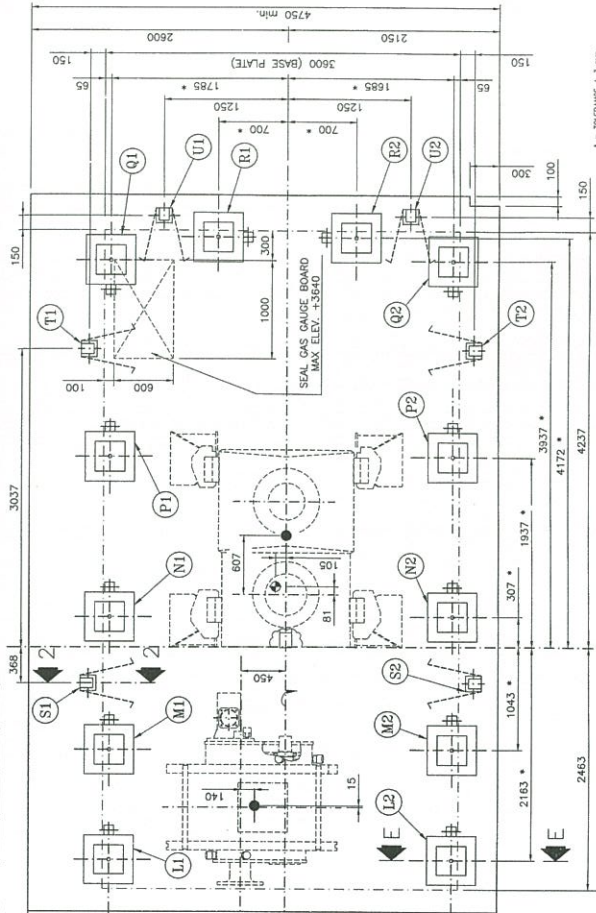 4750 min.
2600
2150
150
3600 (BASE PLATE)
150
65
1785 *
1685 *
65
1250
1250
700 *
700 *
Q1
U1
R1
R2
U2
300
100
150
150
T1
300
1000
SEAL GAS GAUGE BOARD
MAX ELEV. +3640
Q2
T2
100
600
P1
P2
3037
3937 *
4172 *
4237
1937 *
607
105
81
N1
N2
307 *
368
2
2
S1
450
S2
M1
M2
1043 *
2163 *
2463
140
15
L1
L2
E
E